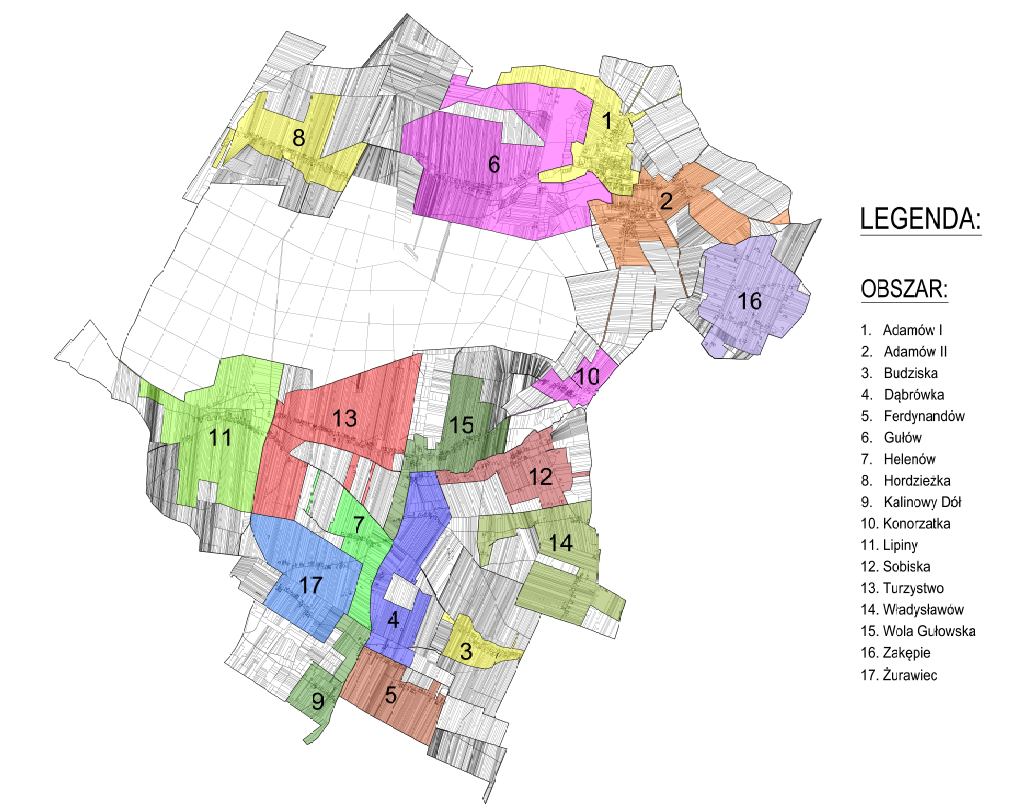 LEGENDA:
OBSZAR:
1. Adamów I
2. Adamów II
3. Budziska
4. Dąbrówka
5. Ferdynandów
6. Gułów
7. Helenów
8. Hordzieżka
9. Kalinowy Dół
10. Konorzatka
11. Lipiny
12. Sobiska
13. Turzystwo
14. Władysławów
15. Wola Gułowska
16. Zakępie
17. Żurawiec
1
8
6
2
16
10
13
15
11
12
7
14
17
4
3
5
9